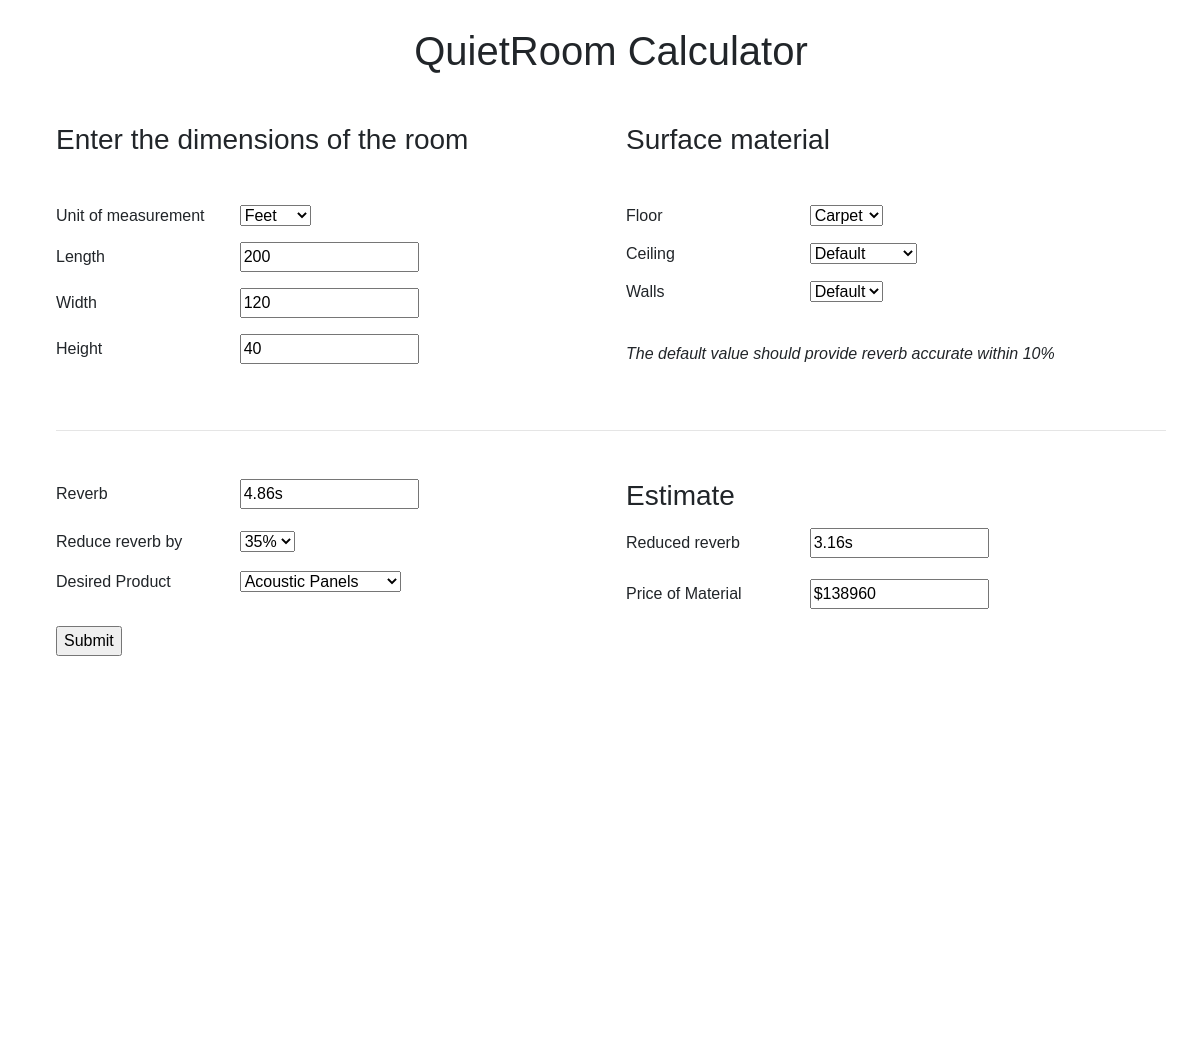 QuietRoom Calculator
Enter the dimensions of the room
Unit of measurement Feet
Length 200
Width 120
Height 40
Surface material
Floor Carpet
Ceiling Default
Walls Default
The default value should provide reverb accurate within 10%
Reverb 4.86s
Reduce reverb by 35%
Desired Product Acoustic Panels
Submit
Estimate
Reduced reverb 3.16s
Price of Material $138960